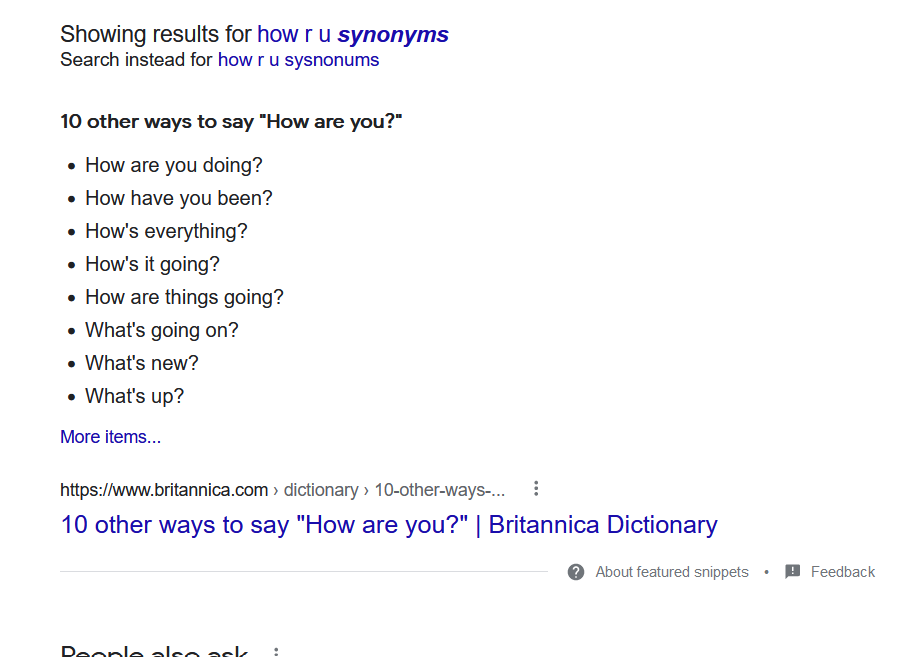 Showing results for how r u synonyms
Search instead for how r u sysnonums
10 other ways to say "How are you?"
How are you doing?
How have you been?
How's everything?
How's it going?
How are things going?
What's going on?
What's new?
What's up?
More items...
https://www.britannica.com › dictionary › 10-other-ways-...
10 other ways to say "How are you?" | Britannica Dictionary
About featured snippets • Feedback
People also ask